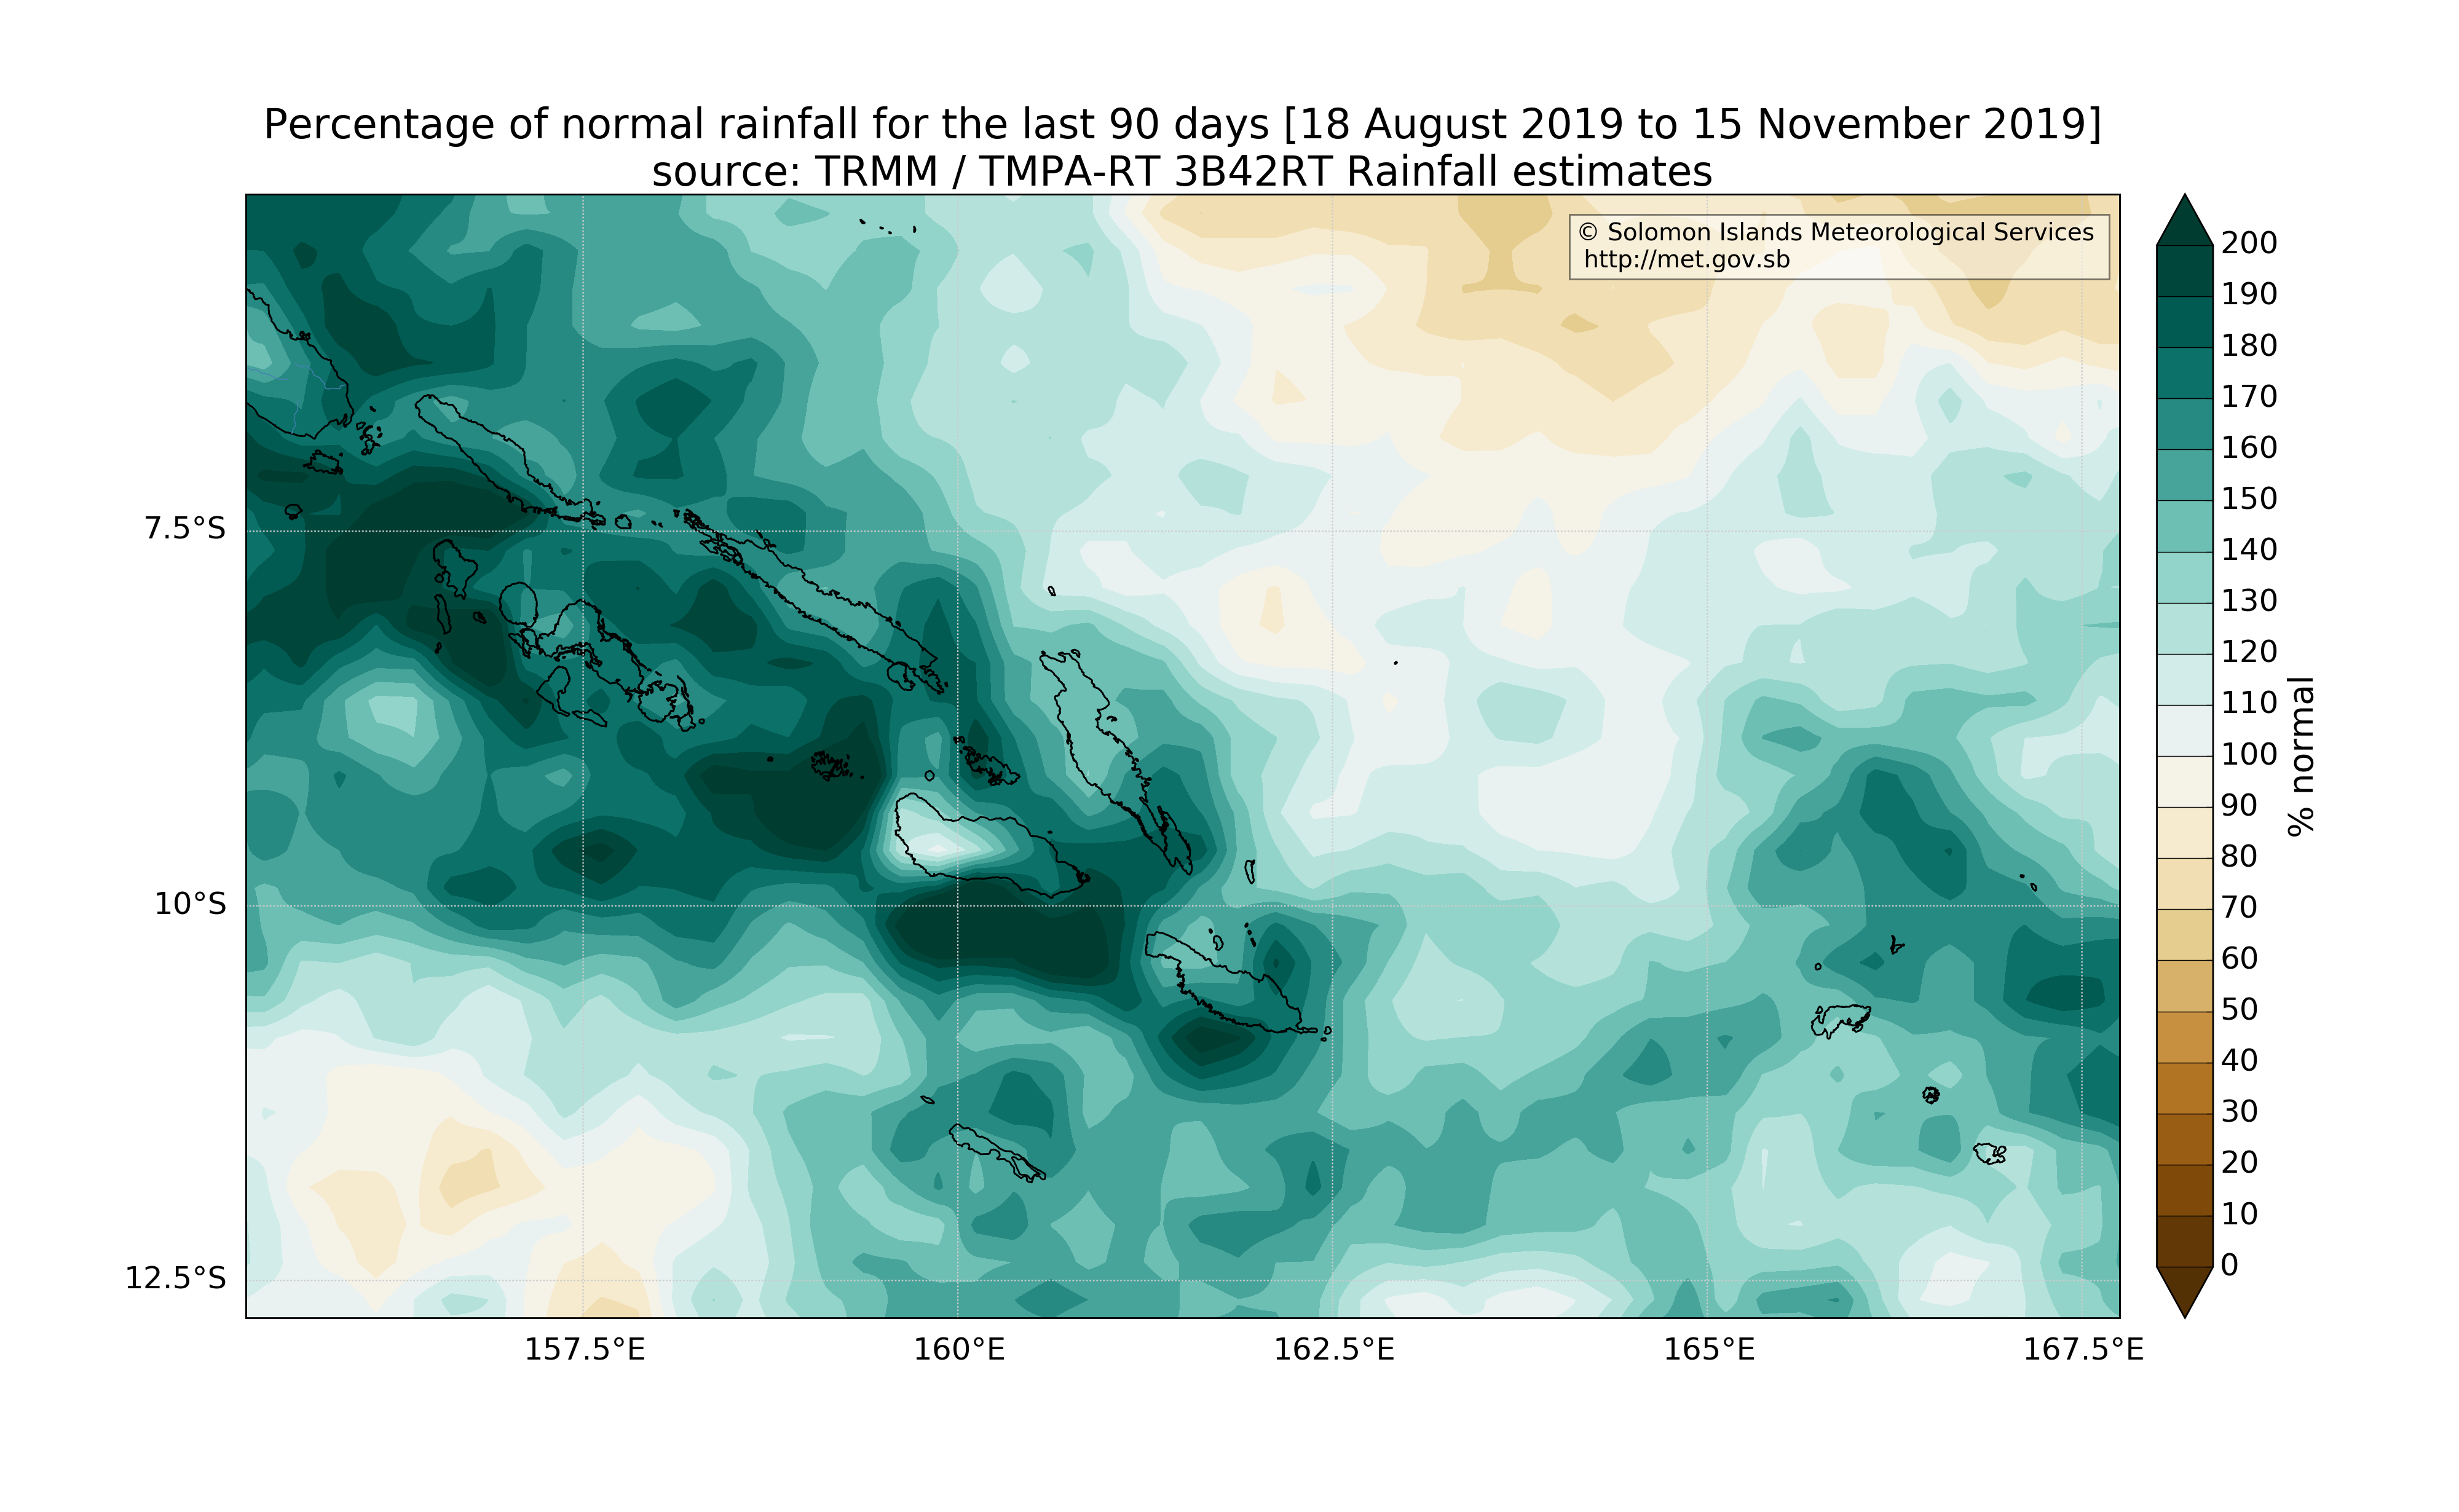 Percentage of normal rainfall for the last 90 days [18 August 2019 to 15 November 2019]
source: TRMM / TMPA-RT 3B42RT Rainfall estimates
© Solomon Islands Meteorological Services
http://met.gov.sb
7.5°S
10°S
12.5°S
157.5°E
160°E
162.5°E
165°E
167.5°E
200
190
180
170
160
150
140
130
120
110
100
90
80
70
60
50
40
30
20
10
0
% normal